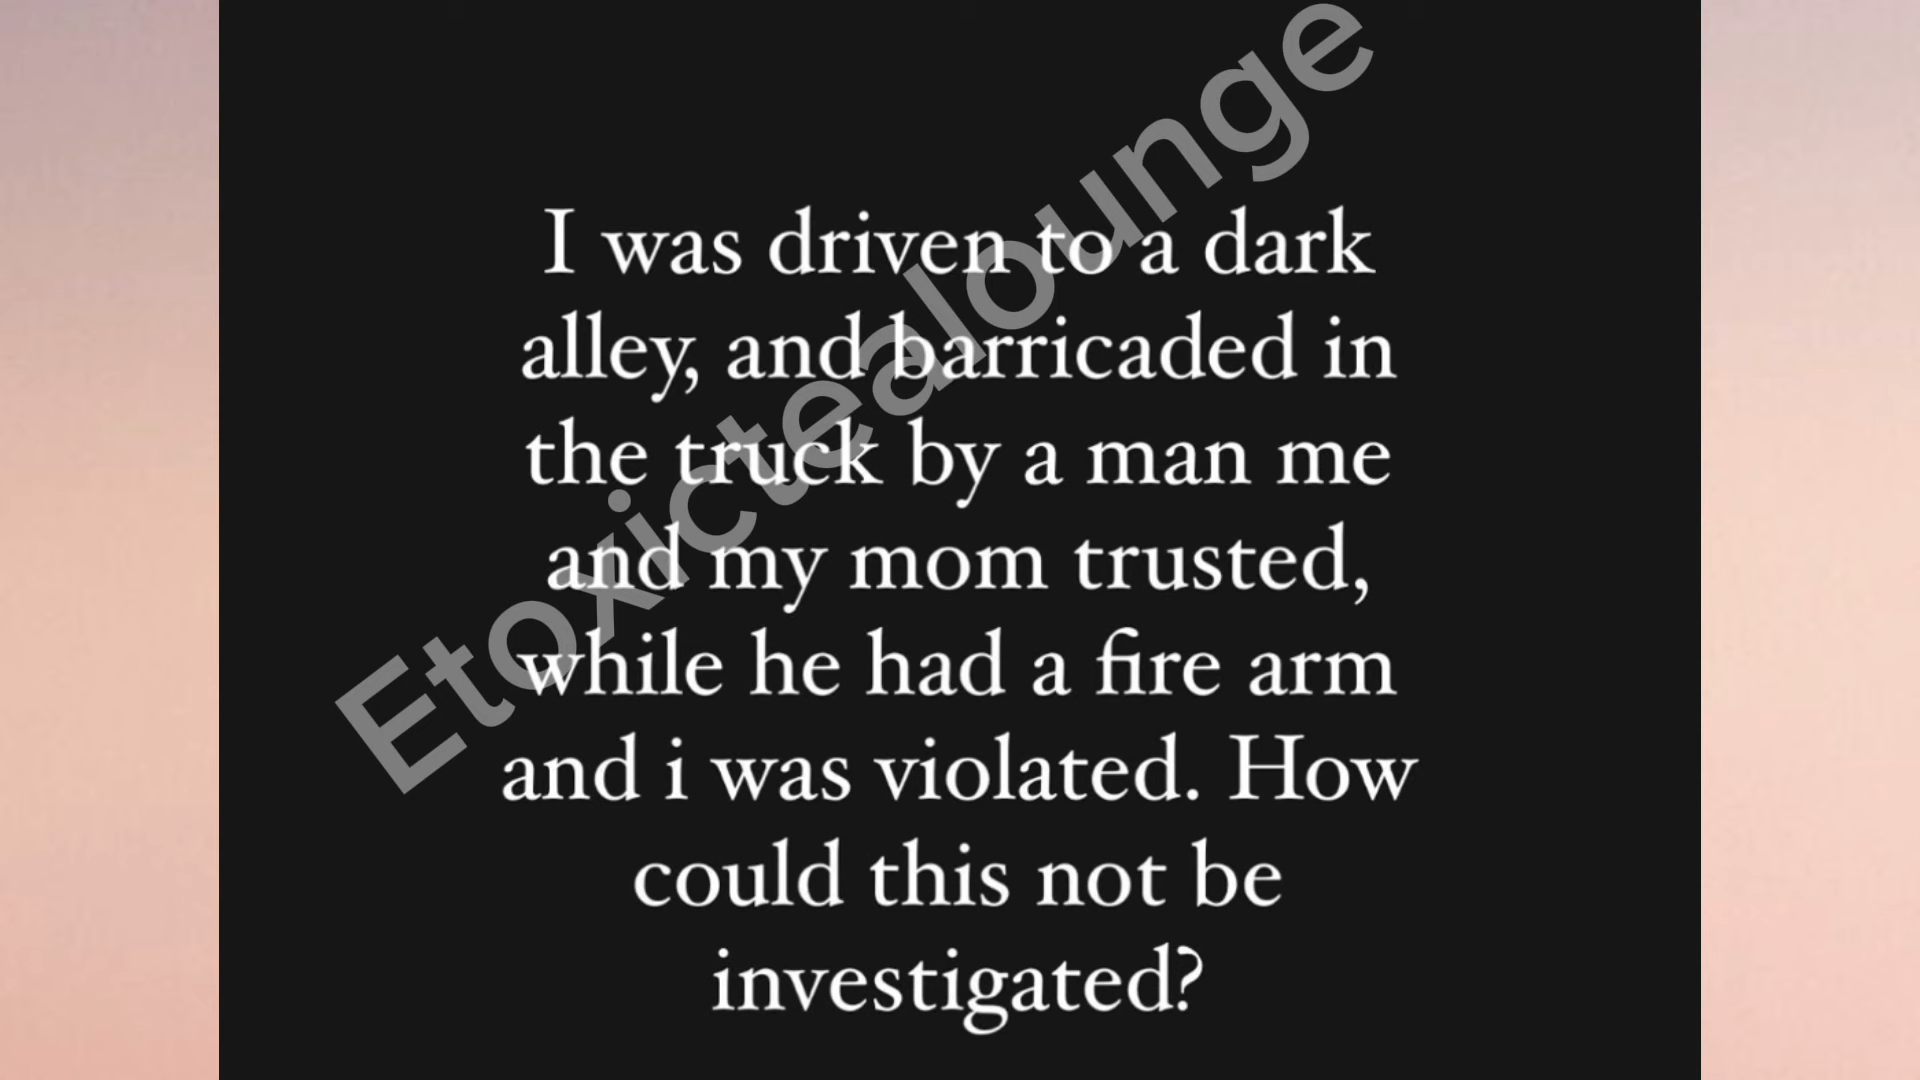 I was driven to a dark
alley, and barricaded in
the truck by a man me
and my mom trusted,
while he had a fire arm
and i was violated. How
could this not be
investigated?
Etoxictealounge